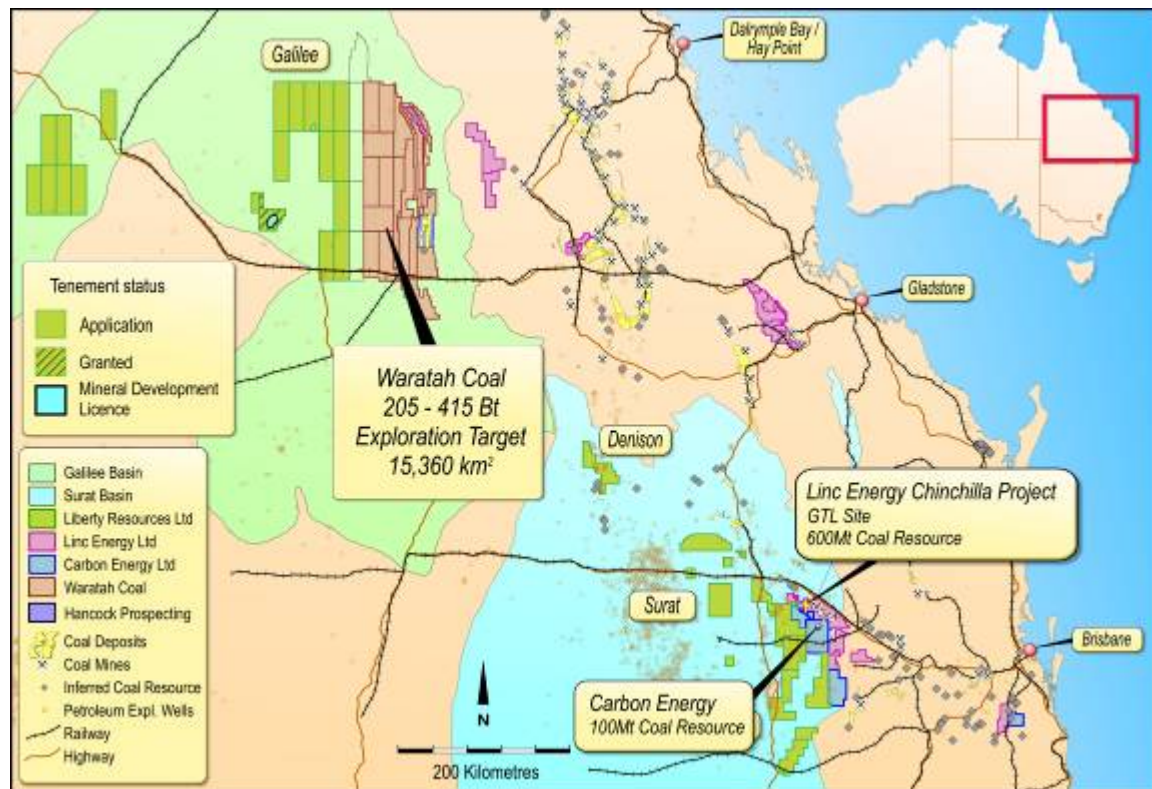 Galilee
Dalrymple Bay /
Hay Point
Gladstone
Tenement status
Application
Granted
Mineral Development
Licence
Waratah Coal
205 - 415 Bt
Exploration Target
15,360 km²
Denison
Galilee Basin
Surat Basin
Liberty Resources Ltd
Linc Energy Ltd
Carbon Energy Ltd
Waratah Coal
Hancock Prospecting
Coal Deposits
Coal Mines
Inferred Coal Resource
Petroleum Expl. Wells
Railway
Highway
Linc Energy Chinchilla Project
GTL Site
600Mt Coal Resource
Surat
Brisbane
Carbon Energy
100Mt Coal Resource
N
200 Kilometres